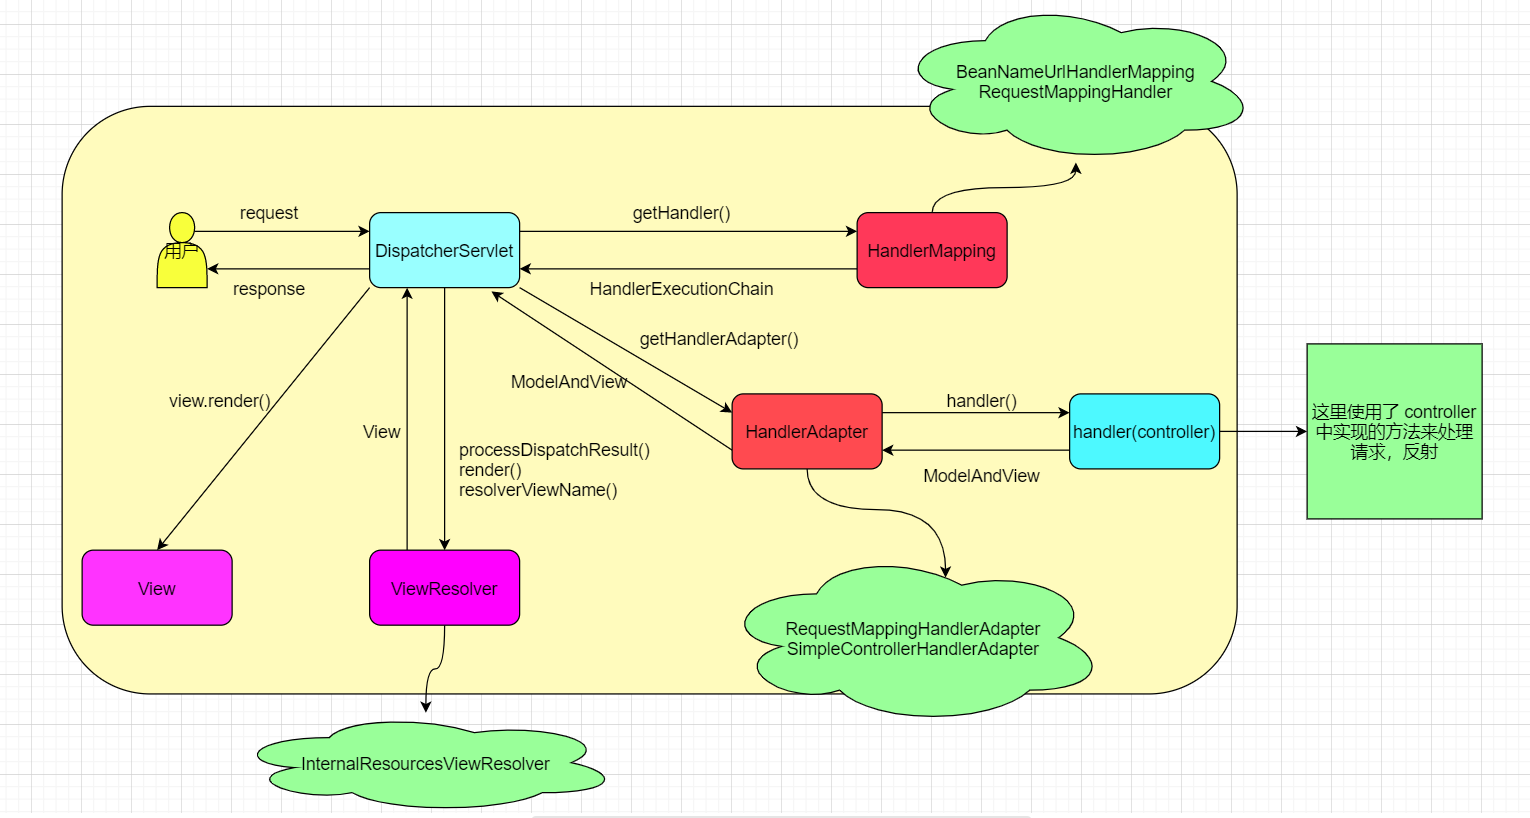 BeanNameUrlHandlerMapping
RequestMappingHandler
request
getHandler()
用户
DispatcherServlet
HandlerMapping
response
HandlerExecutionChain
getHandlerAdapter()
ModelAndView
view.render()
handler()
View
HandlerAdapter
handler(controller)
这里使用了 controller
中实现的方法来处理
请求，反射
processDispatchResult()
render()
resolverViewName()
ModelAndView
View
ViewResolver
RequestMappingHandlerAdapter
SimpleControllerHandlerAdapter
InternalResourcesViewResolver